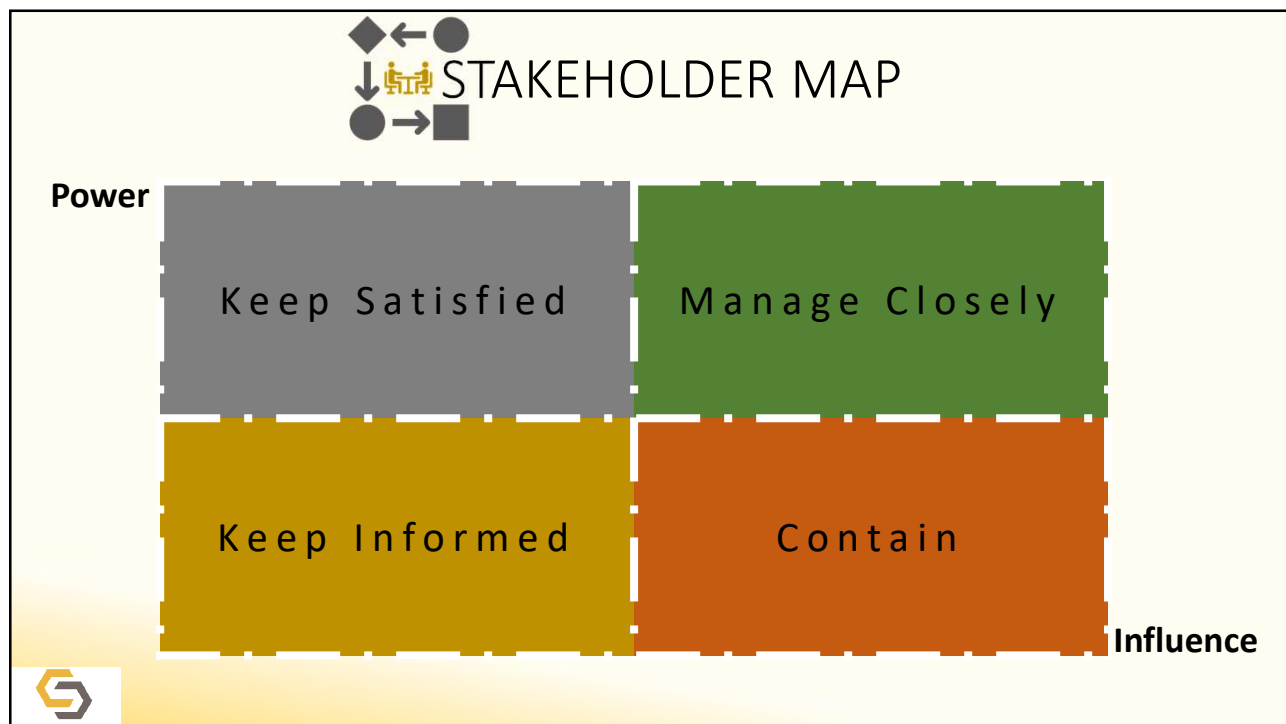 STAKEHOLDER MAP
Power
Keep Satisfied
Manage Closely
Keep Informed
Contain
Influence